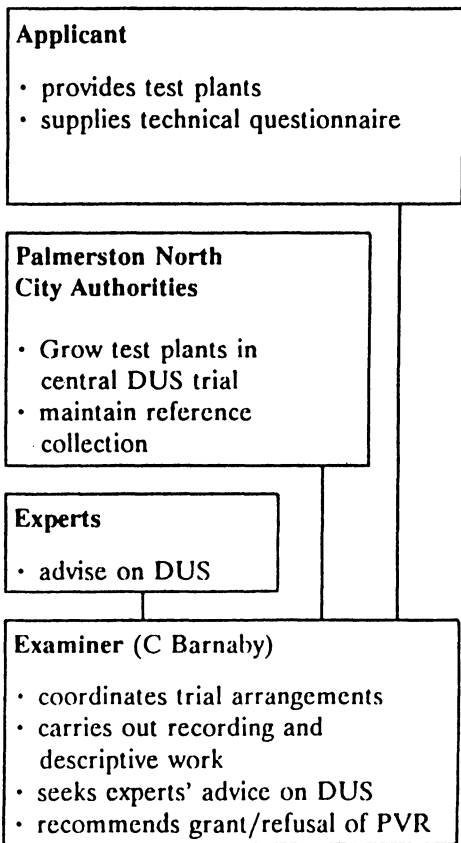 Applicant
· provides test plants
· supplies technical questionnaire
Palmerston North
City Authorities
· Grow test plants in
central DUS trial
· maintain reference
collection
Experts
· advise on DUS
Examiner (C Barnaby)
· coordinates trial arrangements
· carries out recording and
descriptive work
· seeks experts' advice on DUS
· recommends grant/refusal of PVR